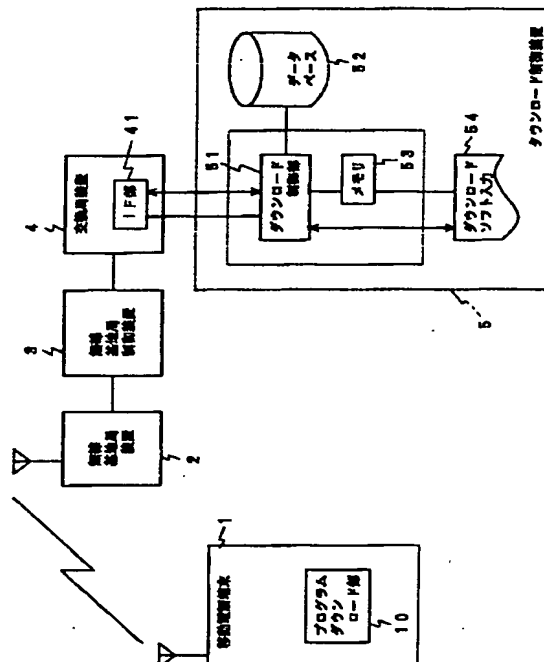 1
移動電話端末
プログラム
ダウン
ロード部
10
無線
基地局
装置
2
3
無線
基地局
制御装置
4
交換局装置
IF部
41
51
ダウンロード
制御部
データ
ベース
52
メモリ
53
ダウンロード
ソフト入力
54
5
ダウンロード制御装置